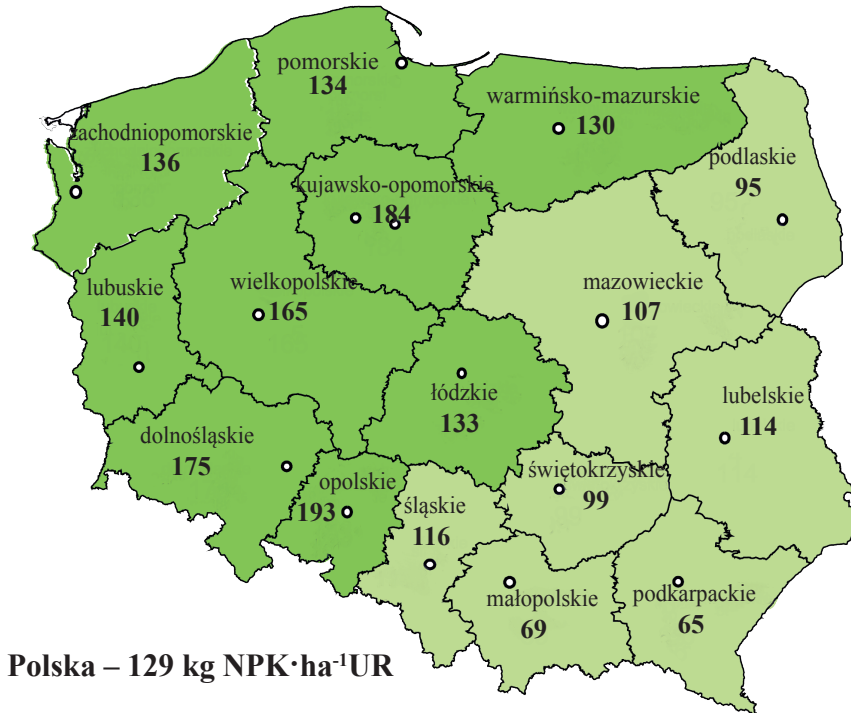 pomorskie
134
warmińsko-mazurskie
130
zachodniopomorskie
136
podlaskie
95
kujawsko-opomorskie
184
lubuskie
140
wielkopolskie
165
mazowieckie
107
łódzkie
133
lubelskie
114
dolnośląskie
175
opolskie
193
śląskie
116
świętokrzyskie
99
małopolskie
69
podkarpackie
65
Polska – 129 kg NPK·ha⁻¹UR